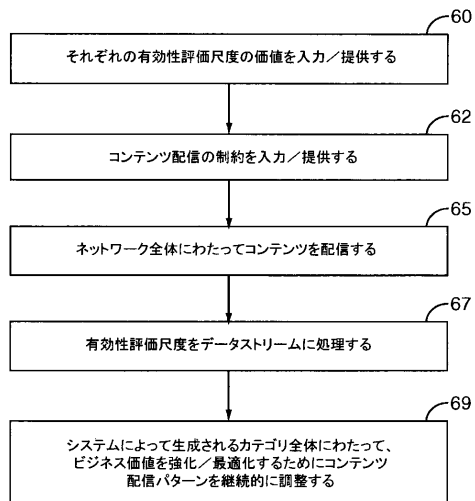 60
それぞれの有効性評価尺度の価値を入力／提供する
62
コンテンツ配信の制約を入力／提供する
65
ネットワーク全体にわたってコンテンツを配信する
67
有効性評価尺度をデータストリームに処理する
69
システムによって生成されるカテゴリ全体にわたって、
ビジネス価値を強化／最適化するためにコンテンツ
配信パターンを継続的に調整する